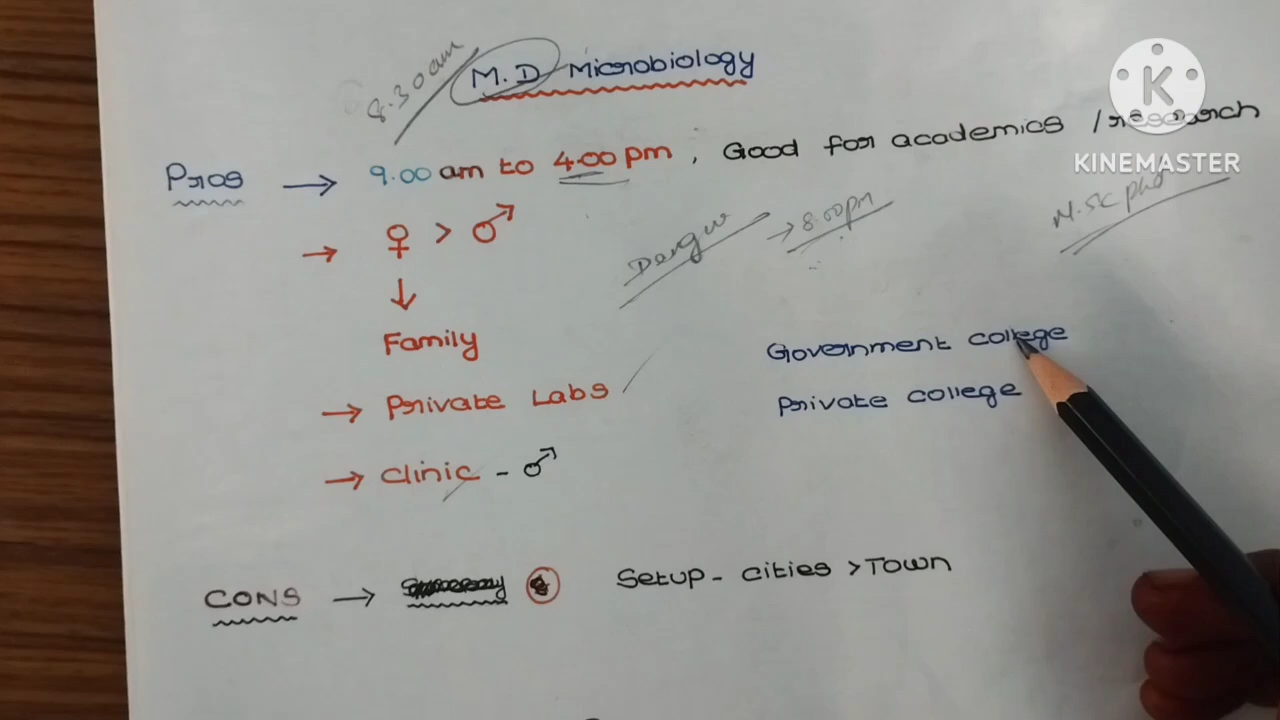 8.30am
M.D Microbiology
K
KINEMASTER
Pros → 9.00 am to 4.00 pm, Good for academics / research
→ ♀ > ♂
Dengue → 8.00pm
M.SC phd
↓
Family
Government college
→ Private Labs
Private college
→ clinic - ♂
CONS → Setup - cities > Town